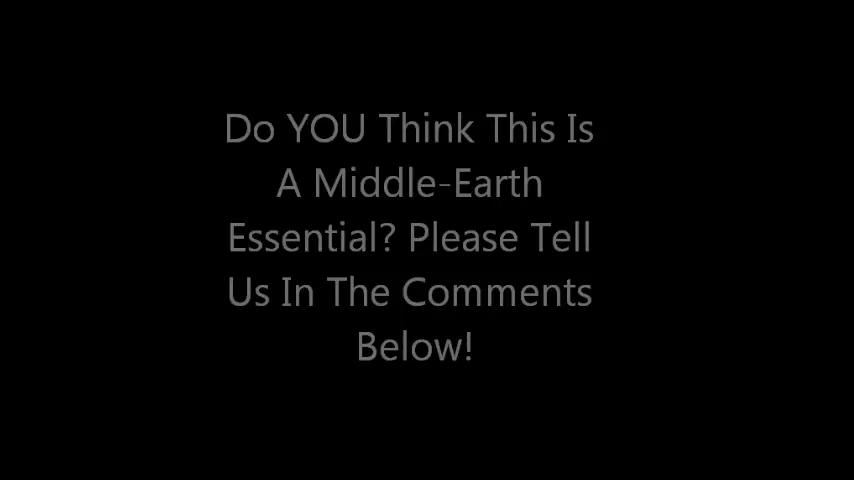 Do YOU Think This Is
A Middle-Earth
Essential? Please Tell
Us In The Comments
Below!